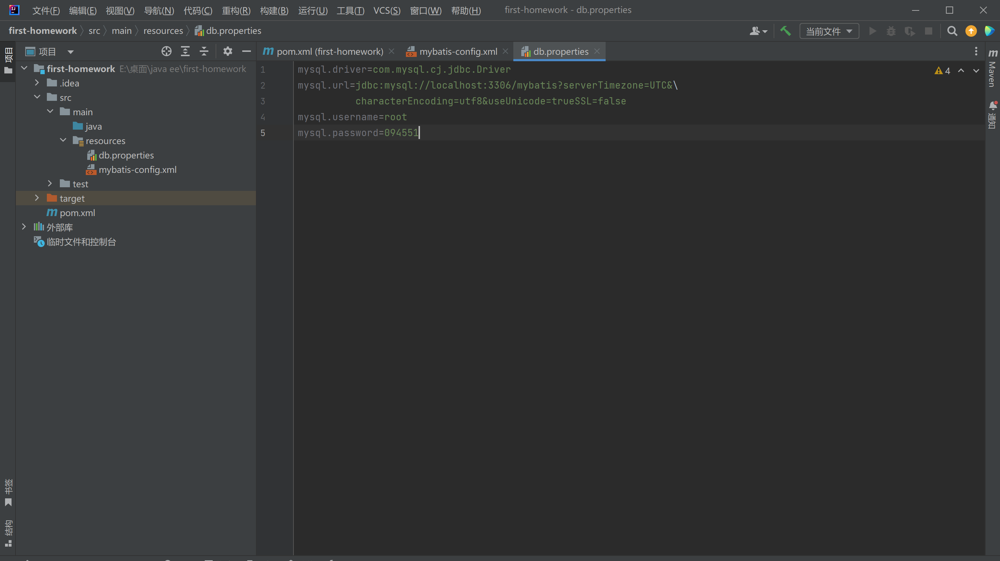 文件(F) 编辑(E) 视图(V) 导航(N) 代码(C) 重构(R) 构建(B) 运行(U) 工具(T) VCS(S) 窗口(W) 帮助(H) first-homework - db.properties
first-homework src main resources db.properties
当前文件
项目
项目
pom.xml (first-homework) mybatis-config.xml db.properties
first-homework E:\桌面\java ee\first-homework
.idea
src
main
java
resources
db.properties
mybatis-config.xml
test
target
pom.xml
外部库
临时文件和控制台
1 mysql.driver=com.mysql.cj.jdbc.Driver
2 mysql.url=jdbc:mysql://localhost:3306/mybatis?serverTimezone=UTC&\
3 characterEncoding=utf8&useUnicode=trueSSL=false
4 mysql.username=root
5 mysql.password=094551
4
Maven
通知
书签
结构